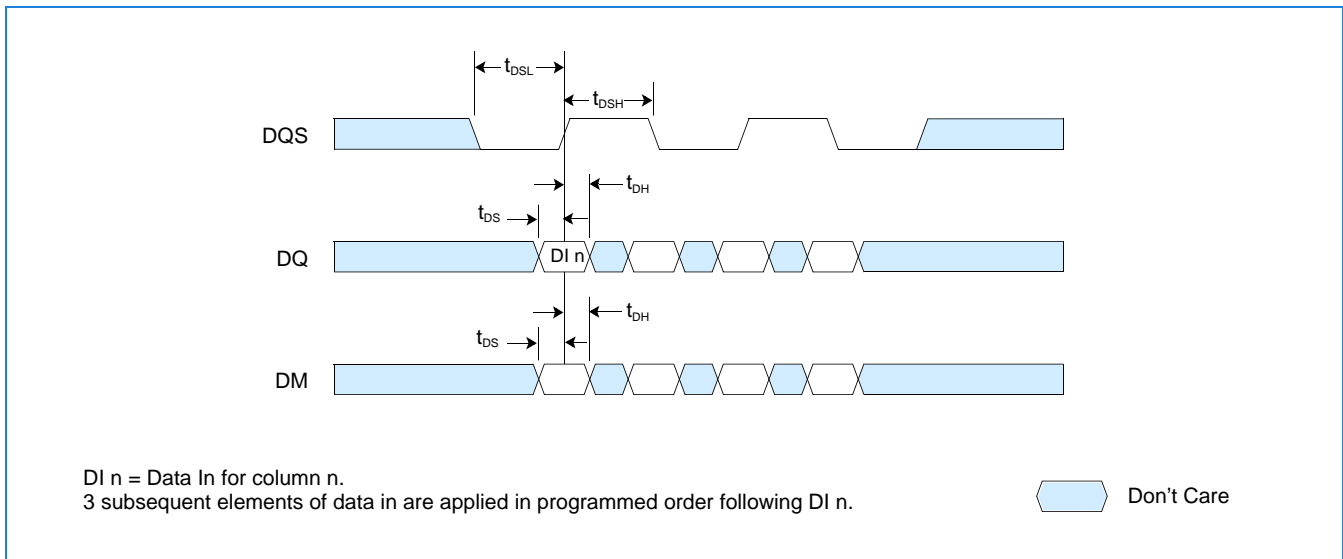 tDSL
tDSH
DQS
tDH
tDS
DQ
DI n
tDH
tDS
DM
DI n = Data In for column n.
3 subsequent elements of data in are applied in programmed order following DI n.
Don't Care